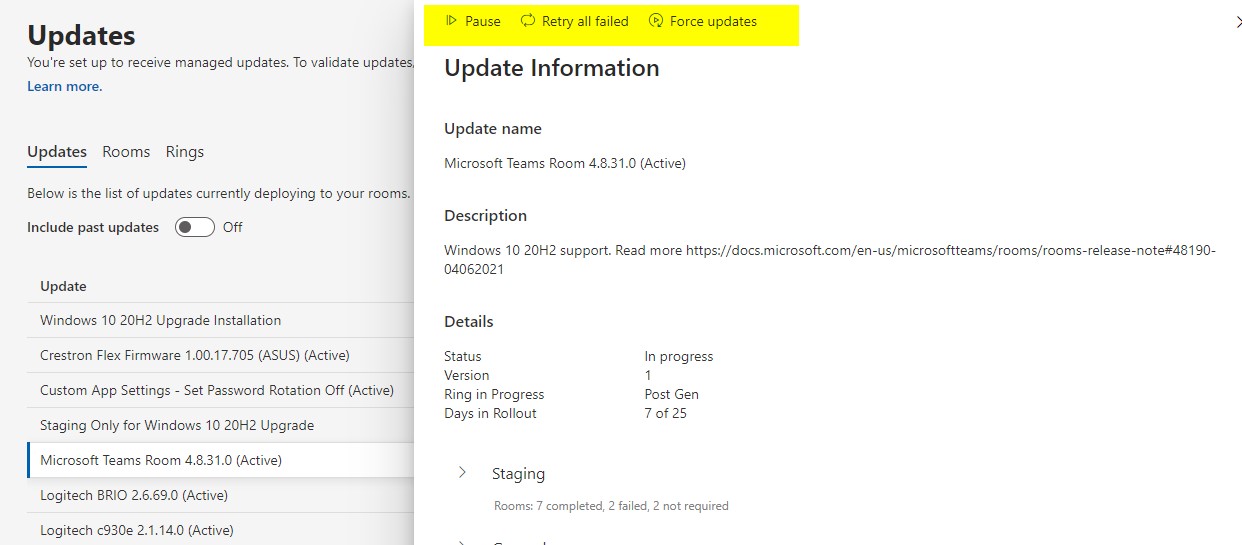 Updates
You're set up to receive managed updates. To validate updates,
Learn more.
Updates Rooms Rings
Below is the list of updates currently deploying to your rooms.
Include past updates Off
Update
Windows 10 20H2 Upgrade Installation
Crestron Flex Firmware 1.00.17.705 (ASUS) (Active)
Custom App Settings - Set Password Rotation Off (Active)
Staging Only for Windows 10 20H2 Upgrade
Microsoft Teams Room 4.8.31.0 (Active)
Logitech BRIO 2.6.69.0 (Active)
Logitech c930e 2.1.14.0 (Active)
Pause Retry all failed Force updates
Update Information
Update name
Microsoft Teams Room 4.8.31.0 (Active)
Description
Windows 10 20H2 support. Read more https://docs.microsoft.com/en-us/microsoftteams/rooms/rooms-release-note#48190-
04062021
Details
Status In progress
Version 1
Ring in Progress Post Gen
Days in Rollout 7 of 25
Staging
Rooms: 7 completed, 2 failed, 2 not required